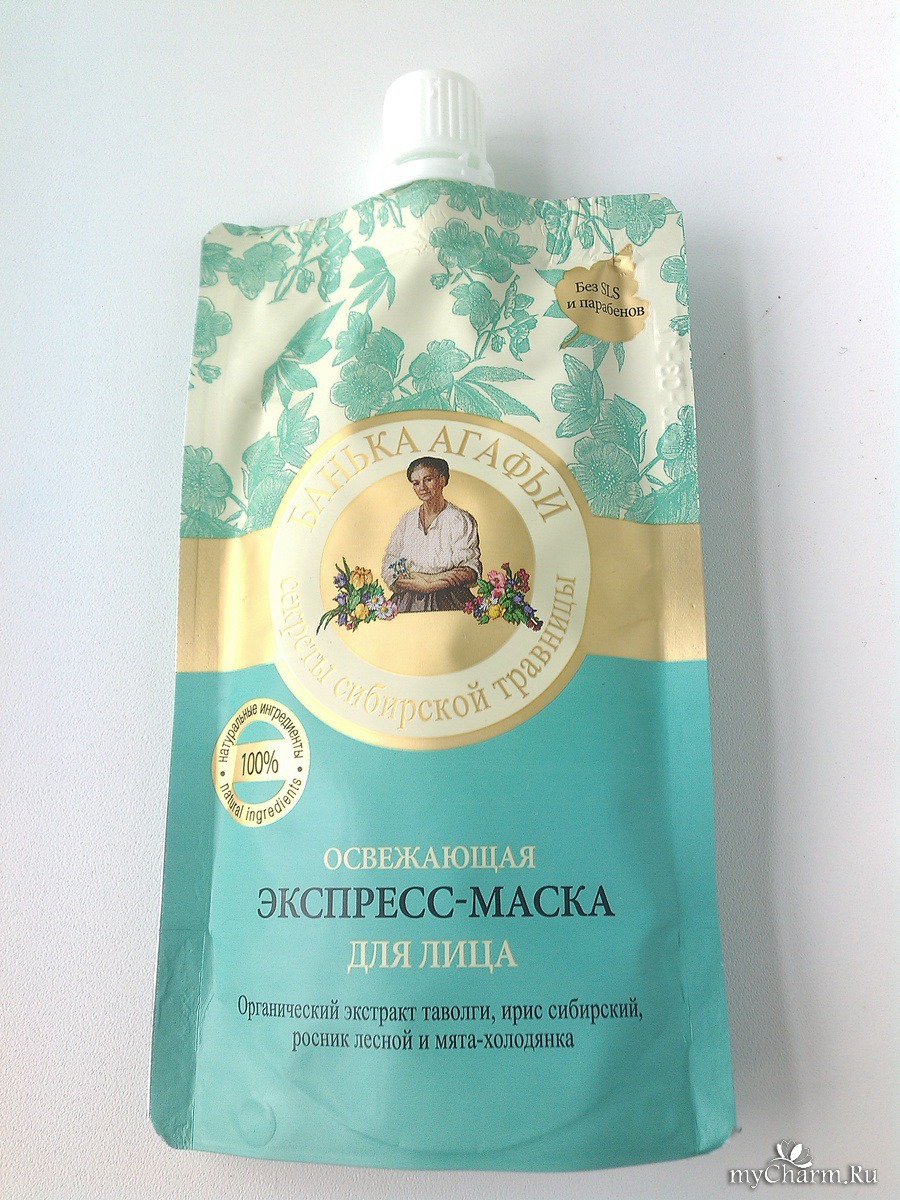 Без SLS
и парабенов
БАНЬКА АГАФЬИ
секреты сибирской травницы
натуральные ингредиенты
100%
natural ingredients
ОСВЕЖАЮЩАЯ
ЭКСПРЕСС-МАСКА
ДЛЯ ЛИЦА
Органический экстракт таволги, ирис сибирский,
росник лесной и мята-холодянка
myCharm.Ru